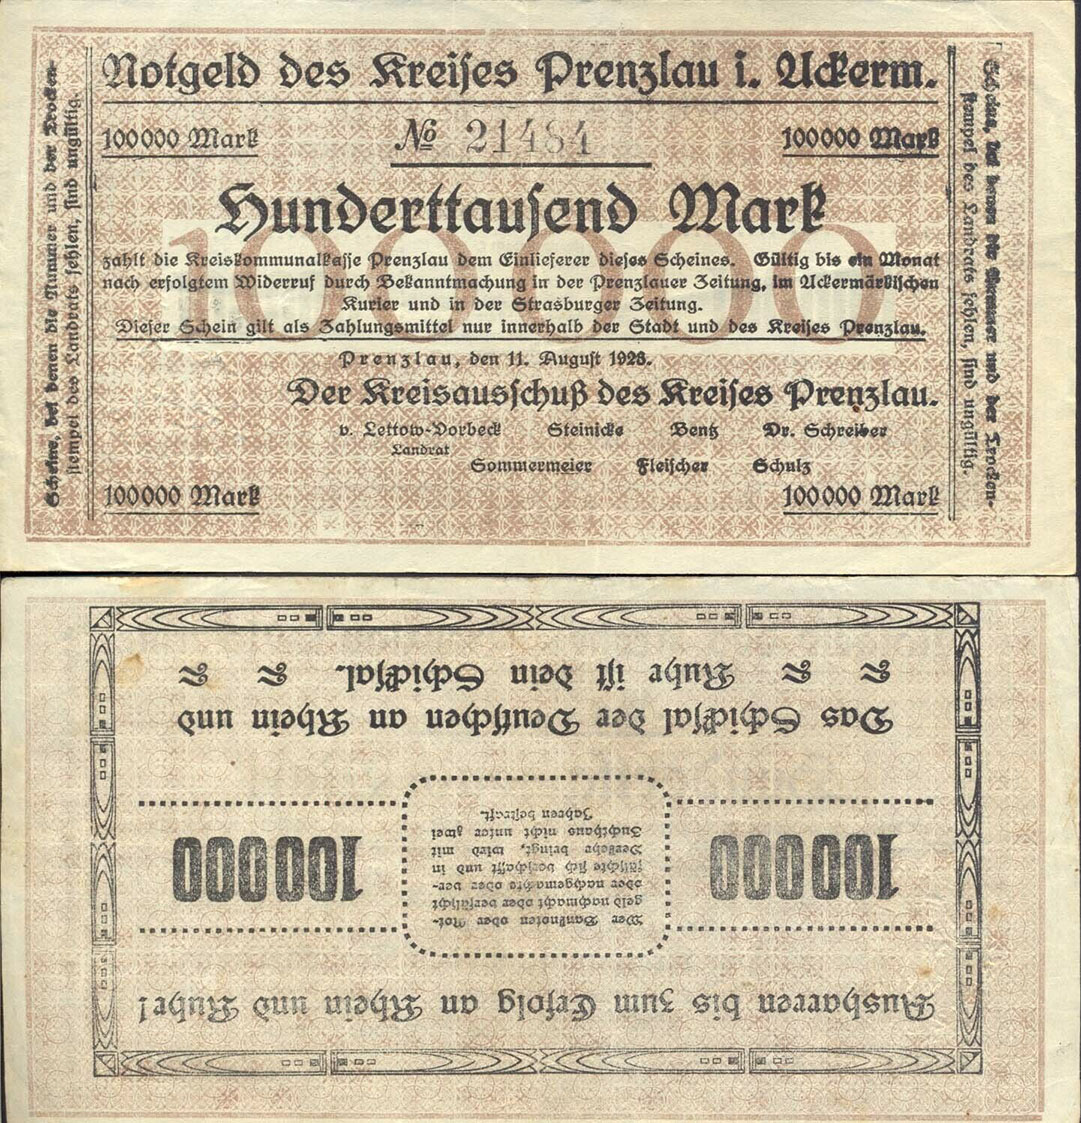 Notgeld des Kreises Prenzlau i. Uckerm.
100000 Mark
№ 21484
100000 Mark
Hunderttausend Mark
100000
zahlt die Kreiskommunalkasse Prenzlau dem Einlieferer dieses Scheines. Gültig bis ein Monat
nach erfolgtem Widerruf durch Bekanntmachung in der Prenzlauer Zeitung, im Uckermärkischen
Kurier und in der Strasburger Zeitung.
Dieser Schein gilt als Zahlungsmittel nur innerhalb der Stadt und des Kreises Prenzlau.
Prenzlau, den 11. August 1923.
Der Kreisausschuß des Kreises Prenzlau.
v. Lettow-Vorbeck Steinicke Bentz Dr. Schreiber
Landrat
Sommermeier Fleischer Schulz
100000 Mark
100000 Mark
Scheine, bei denen die Nummer und der Trocken-
stempel des Landrats fehlen, sind ungültig.
Scheine, bei denen die Nummer und der Trocken-
stempel des Landrats fehlen, sind ungültig.
Ausharren bis zum Erfolg an Rhein und Ruhr!
100000
Wer Banknoten oder Not-
geld nachmacht oder verfälscht
oder nachgemachte oder ver-
fälschte sich verschafft und in
Verkehr bringt, wird mit
Zuchthaus nicht unter zwei
Jahren bestraft.
100000
Das Schicksal der Deutschen an Rhein und
Ruhr ist dein Schicksal.